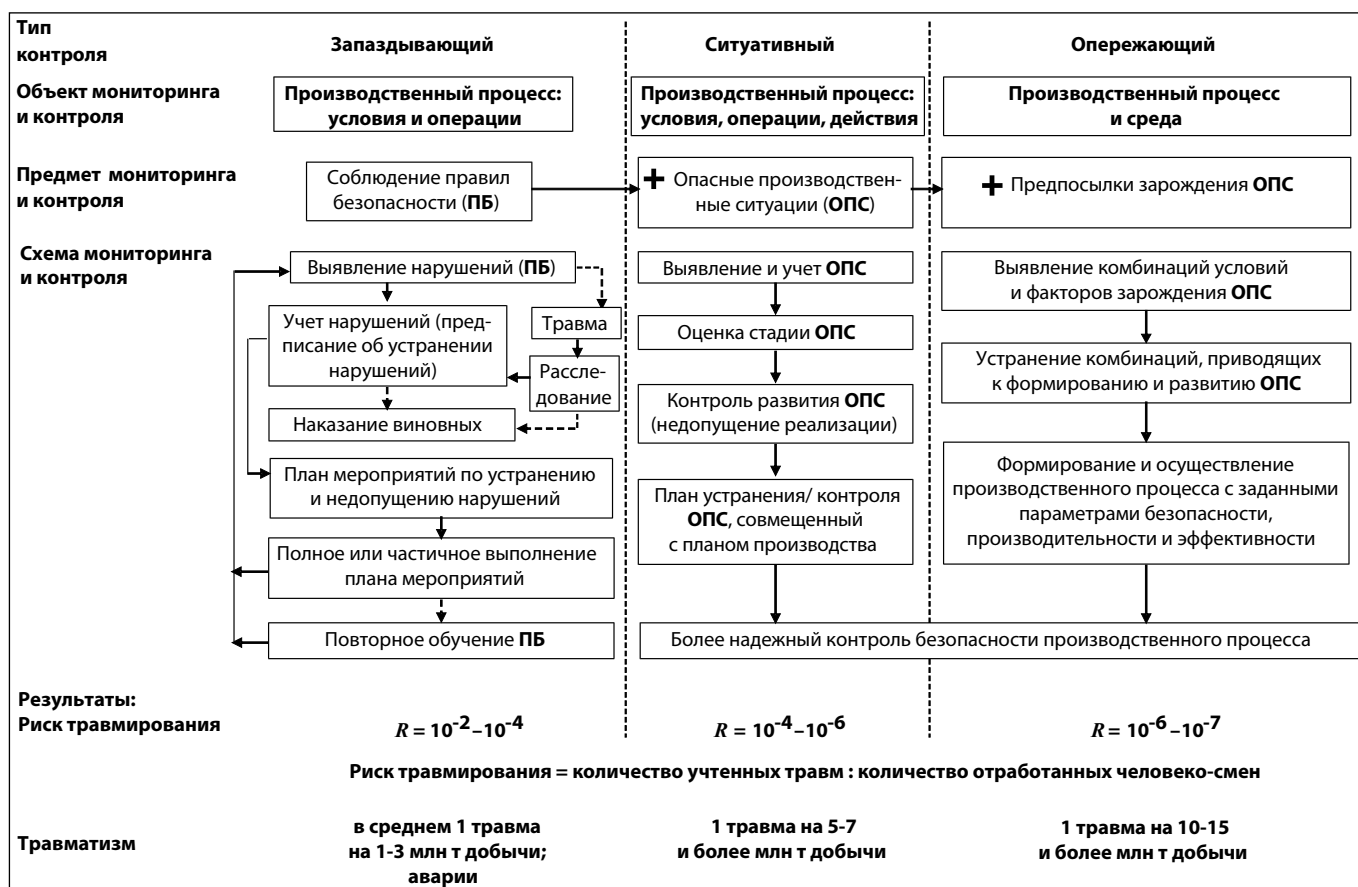 Тип
контроля
Запаздывающий
Ситуативный
Опережающий
Объект мониторинга
и контроля
Производственный процесс:
условия и операции
Производственный процесс:
условия, операции, действия
Производственный процесс
и среда
Предмет мониторинга
и контроля
Соблюдение правил
безопасности (ПБ)
+ Опасные производствен-
ные ситуации (ОПС)
+ Предпосылки зарождения ОПС
Схема мониторинга
и контроля
Выявление нарушений (ПБ)
Учет нарушений (пред-
писание об устранении
нарушений)
Травма
Рассле-
дование
Наказание виновных
План мероприятий по устранению
и недопущению нарушений
Полное или частичное выполнение
плана мероприятий
Повторное обучение ПБ
Выявление и учет ОПС
Оценка стадии ОПС
Контроль развития ОПС
(недопущение реализации)
План устранения/ контроля
ОПС, совмещенный
с планом производства
Выявление комбинаций условий
и факторов зарождения ОПС
Устранение комбинаций, приводящих
к формированию и развитию ОПС
Формирование и осуществление
производственного процесса с заданными
параметрами безопасности,
производительности и эффективности
Более надежный контроль безопасности производственного процесса
Результаты:
Риск травмирования
R = 10^-2 – 10^-4
R = 10^-4 – 10^-6
R = 10^-6 – 10^-7
Риск травмирования = количество учтенных травм : количество отработанных человеко-смен
Травматизм
в среднем 1 травма
на 1-3 млн т добычи;
аварии
1 травма на 5-7
и более млн т добычи
1 травма на 10-15
и более млн т добычи